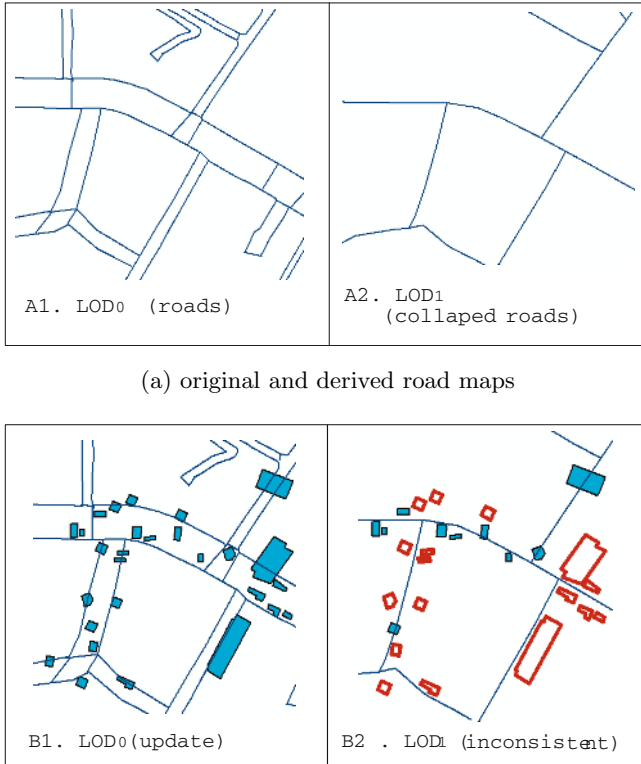 A1. LOD0 (roads)
A2. LOD1
(collaped roads)
(a) original and derived road maps
B1. LOD0(update)
B2 . LOD1 (inconsistent)